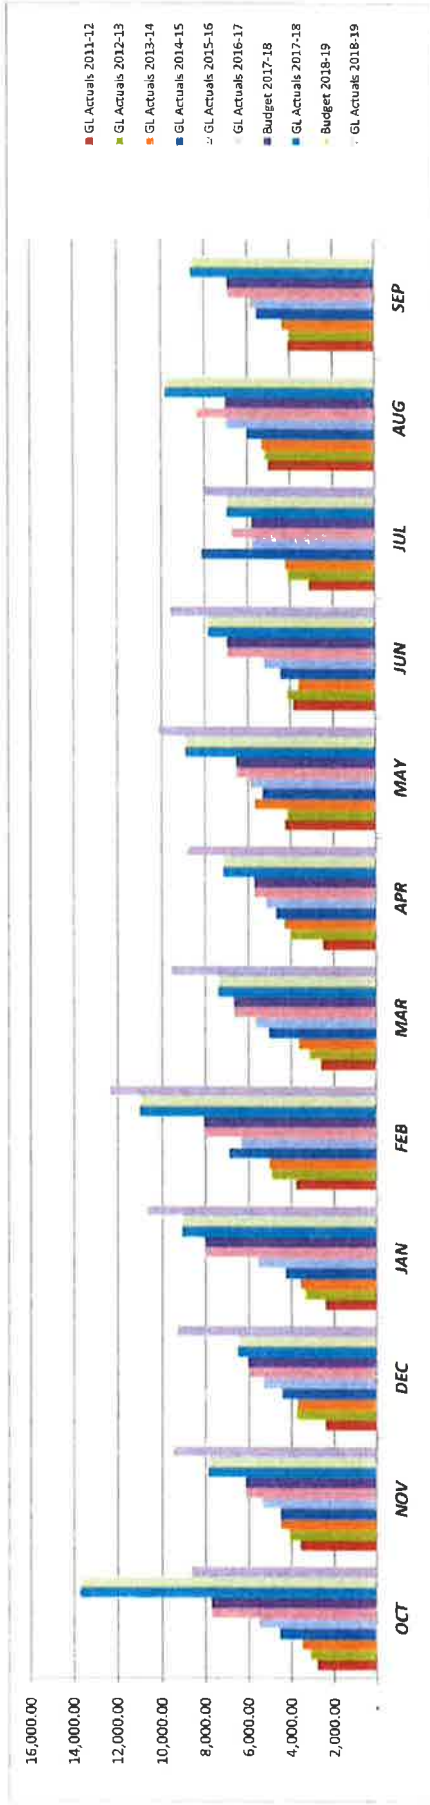 16,000.00
14,000.00
12,000.00
10,000.00
8,000.00
6,000.00
4,000.00
2,000.00
-
OCT
NOV
DEC
JAN
FEB
MAR
APR
MAY
JUN
JUL
AUG
SEP
GL Actuals 2011-12
GL Actuals 2012-13
GL Actuals 2013-14
GL Actuals 2014-15
GL Actuals 2015-16
GL Actuals 2016-17
Budget 2017-18
GL Actuals 2017-18
Budget 2018-19
GL Actuals 2018-19